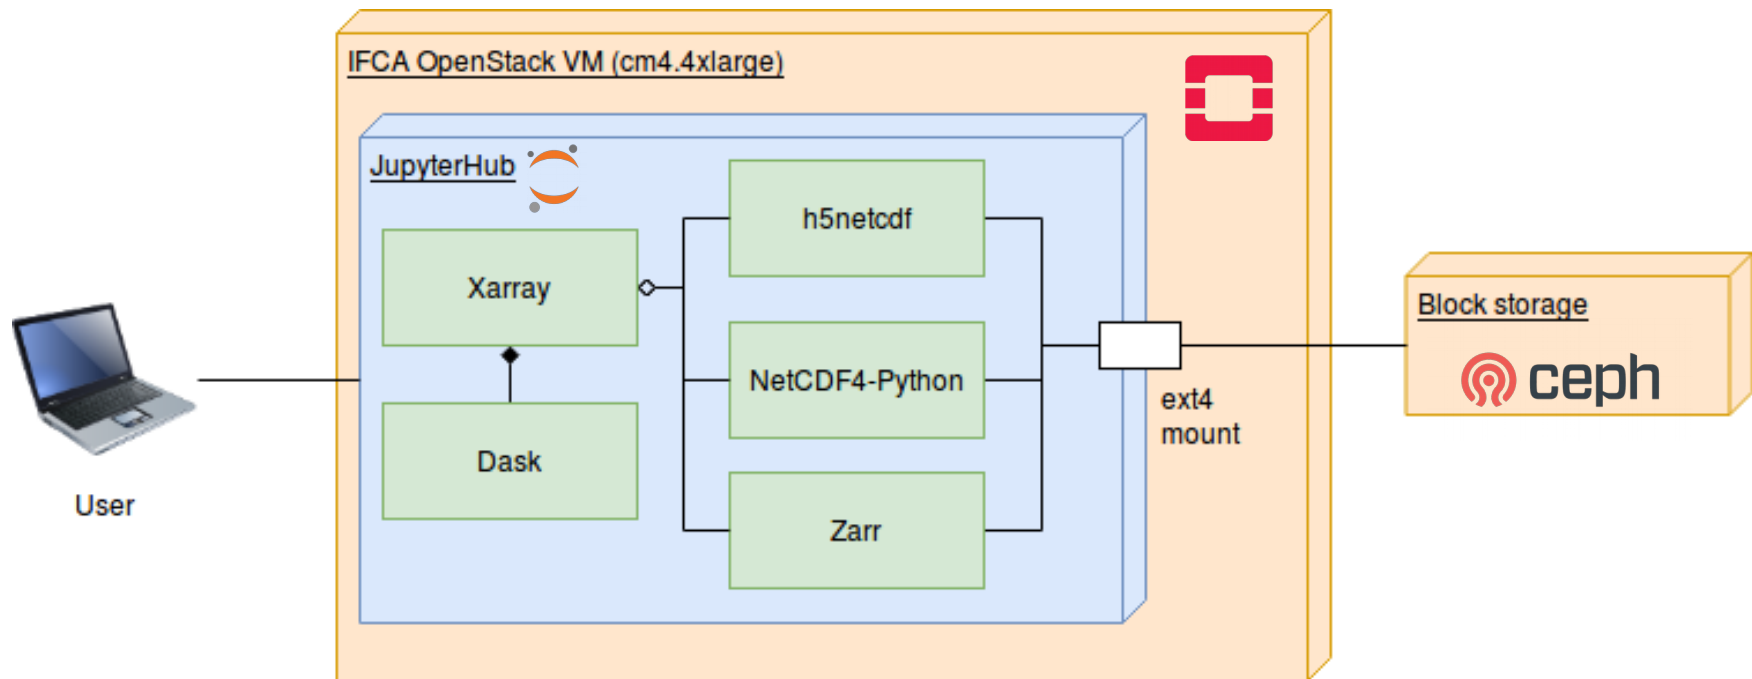 IFCA OpenStack VM (cm4.4xlarge)
JupyterHub
h5netcdf
Xarray
NetCDF4-Python
Dask
Zarr
ext4
mount
Block storage
ceph
User